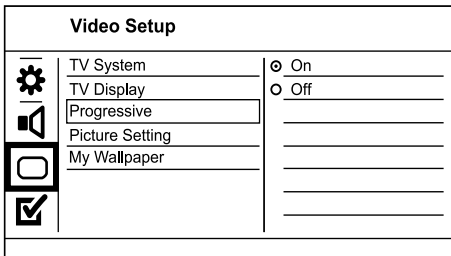 Video Setup
TV System
TV Display
Progressive
Picture Setting
My Wallpaper
On
Off